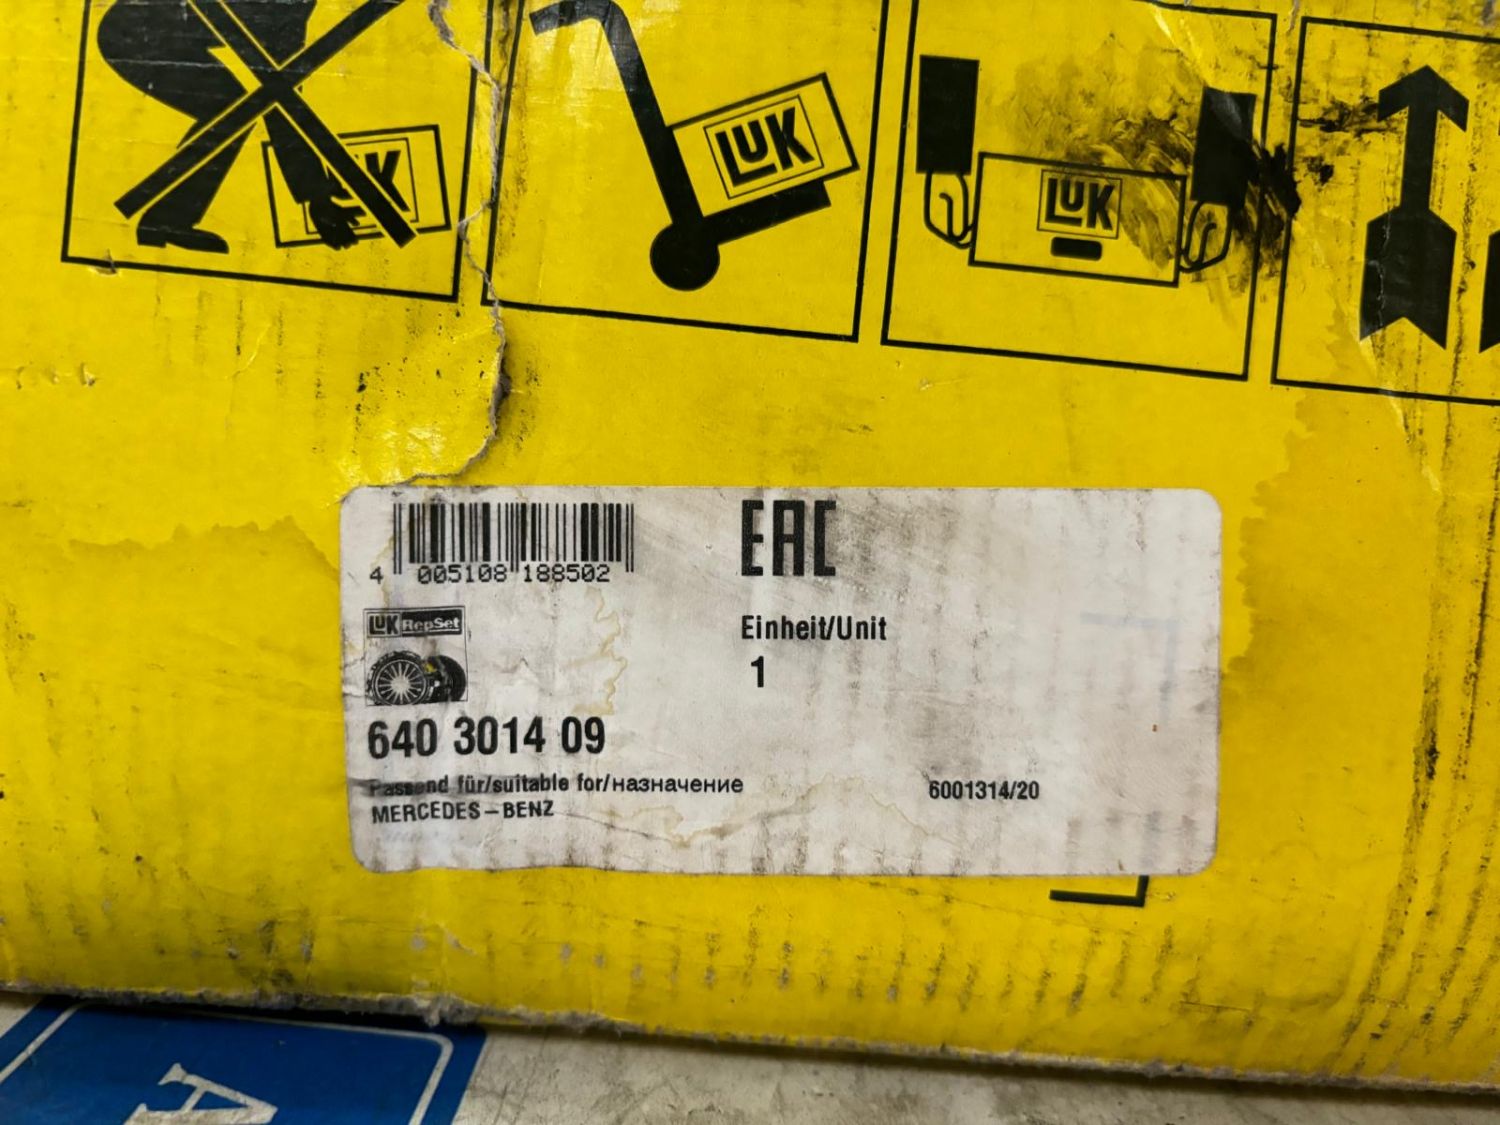 LUK
LUK
LUK
4 005108 188502
EAC
LUK RepSet
Einheit/Unit
1
640 3014 09
Passend für/suitable for/назначение
6001314/20
MERCEDES-BENZ
A